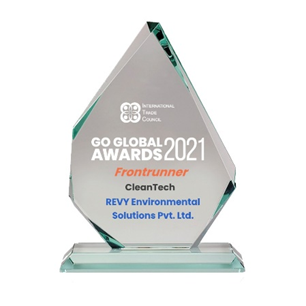 INTERNATIONAL
TRADE
COUNCIL
GO GLOBAL
AWARDS 2021
Frontrunner
CleanTech
REVY Environmental
Solutions Pvt. Ltd.